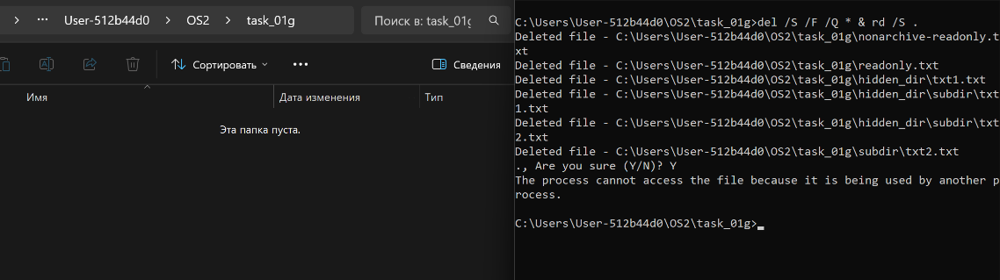 User-512b44d0 > OS2 > task_01g
Поиск в: task_01g
Сортировать
Сведения
Имя
Дата изменения
Тип
Эта папка пуста.
C:\Users\User-512b44d0\OS2\task_01g>del /S /F /Q * & rd /S .
Deleted file - C:\Users\User-512b44d0\OS2\task_01g\nonarchive-readonly.t
xt
Deleted file - C:\Users\User-512b44d0\OS2\task_01g\readonly.txt
Deleted file - C:\Users\User-512b44d0\OS2\task_01g\hidden_dir\txt1.txt
Deleted file - C:\Users\User-512b44d0\OS2\task_01g\hidden_dir\subdir\txt
1.txt
Deleted file - C:\Users\User-512b44d0\OS2\task_01g\hidden_dir\subdir\txt
2.txt
Deleted file - C:\Users\User-512b44d0\OS2\task_01g\subdir\txt2.txt
., Are you sure (Y/N)? Y
The process cannot access the file because it is being used by another p
rocess.
C:\Users\User-512b44d0\OS2\task_01g>